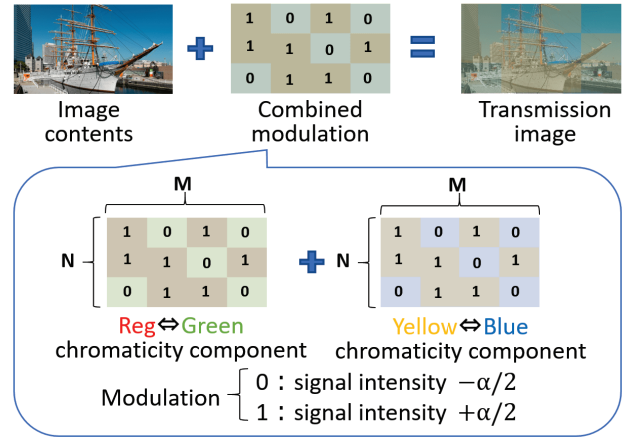 1 0 1 0
1 1 0 1
0 1 1 0
+ =
Image contents
Combined modulation
Transmission image
M
N
1 0 1 0
1 1 0 1
0 1 1 0
Reg⇔Green
chromaticity component
+
M
N
1 0 1 0
1 1 0 1
0 1 1 0
Yellow⇔Blue
chromaticity component
Modulation
0 : signal intensity −α/2
1 : signal intensity +α/2